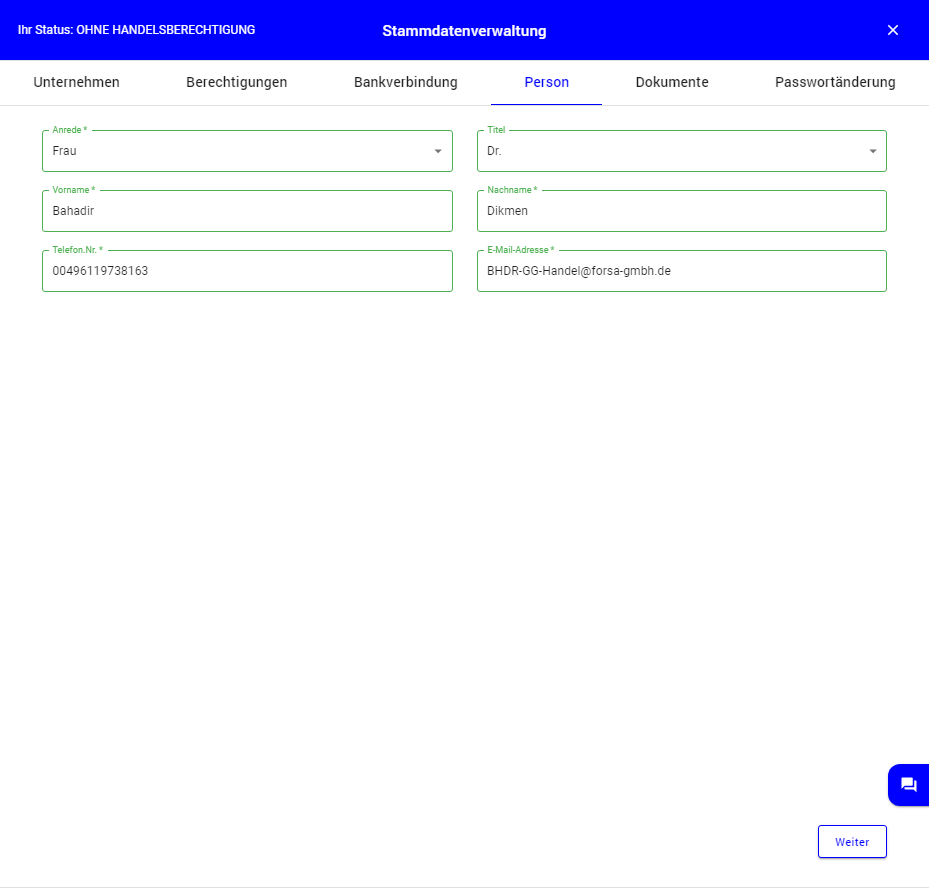 Ihr Status: OHNE HANDELSBERECHTIGUNG
Stammdatenverwaltung
Unternehmen Berechtigungen Bankverbindung Person Dokumente Passwortänderung
Anrede * Titel
Frau Dr.
Vorname * Nachname *
Bahadir Dikmen
Telefon.Nr. * E-Mail-Adresse *
00496119738163 BHDR-GG-Handel@forsa-gmbh.de
Weiter